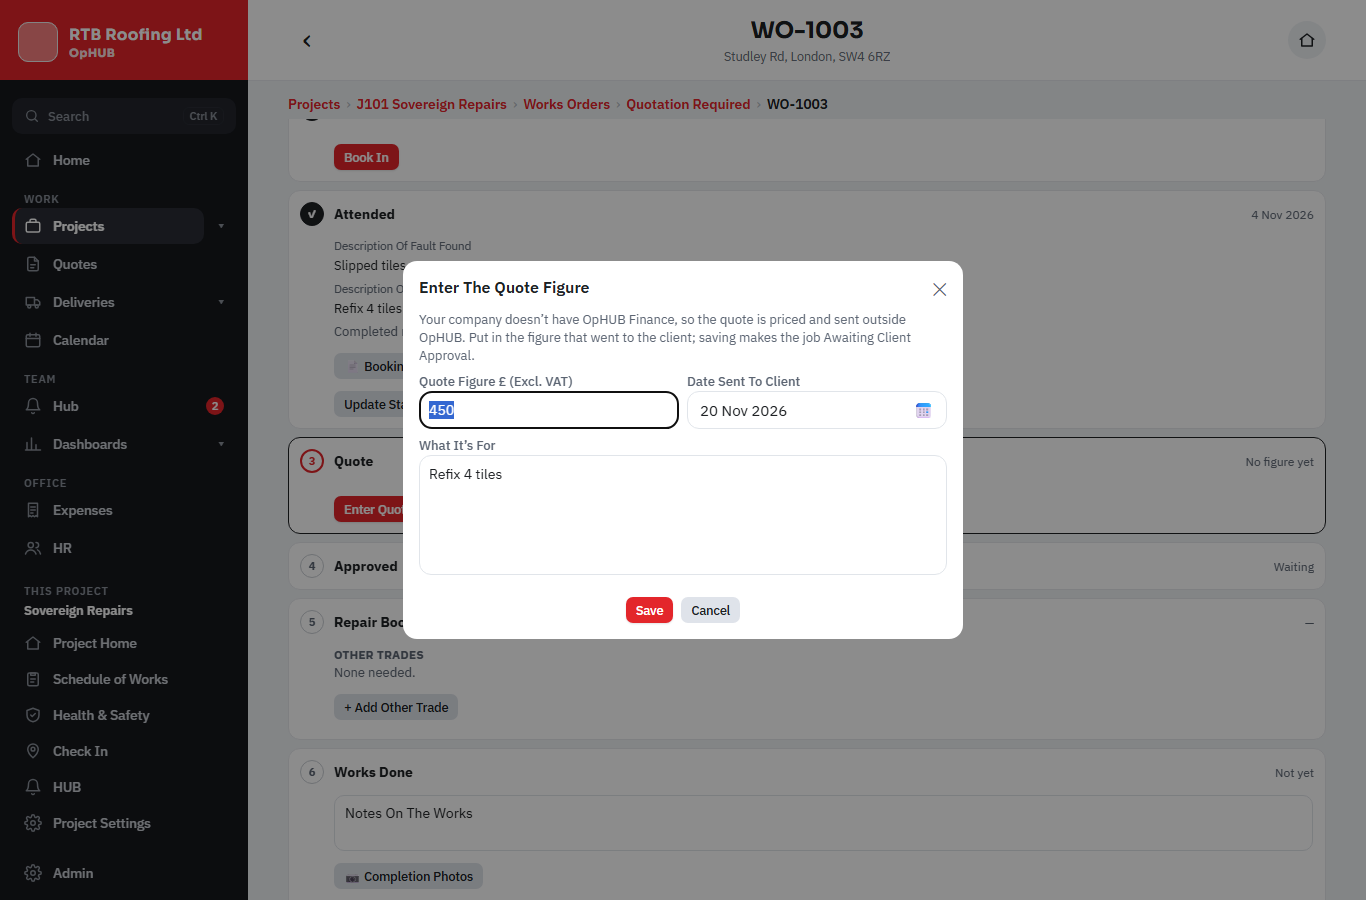 RTB Roofing Ltd
OpHUB
Search Ctrl K
Home
WORK
Projects
Quotes
Deliveries
Calendar
TEAM
Hub 2
Dashboards
OFFICE
Expenses
HR
THIS PROJECT
Sovereign Repairs
Project Home
Schedule of Works
Health & Safety
Check In
HUB
Project Settings
Admin
WO-1003
Studley Rd, London, SW4 6RZ
Projects › J101 Sovereign Repairs › Works Orders › Quotation Required › WO-1003
Book In
Attended 4 Nov 2026
Description Of Fault Found
Slipped tiles
Description O
Refix 4 tiles
Completed
Bookin
Update Sta
3 Quote No figure yet
Enter Quot
4 Approved Waiting
5 Repair Boo —
OTHER TRADES
None needed.
+ Add Other Trade
6 Works Done Not yet
Notes On The Works
Completion Photos
Enter The Quote Figure
Your company doesn’t have OpHUB Finance, so the quote is priced and sent outside
OpHUB. Put in the figure that went to the client; saving makes the job Awaiting Client
Approval.
Quote Figure £ (Excl. VAT) Date Sent To Client
450 20 Nov 2026
What It’s For
Refix 4 tiles
Save Cancel